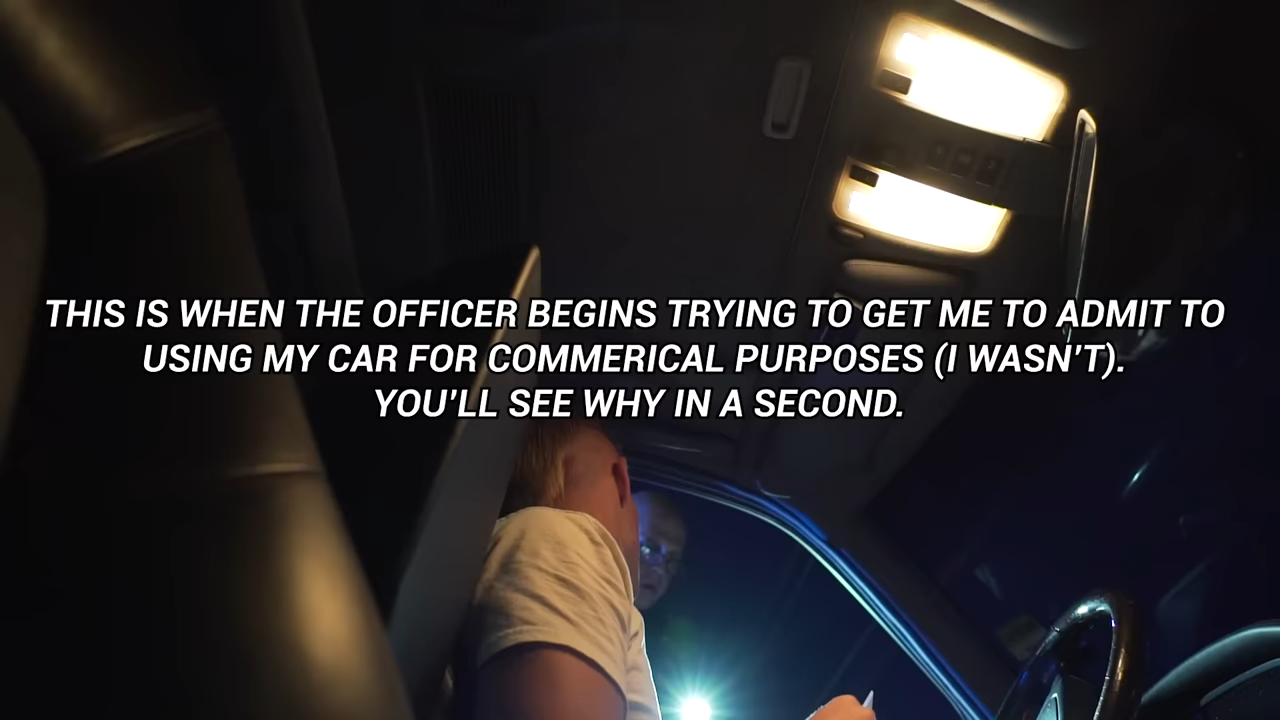 THIS IS WHEN THE OFFICER BEGINS TRYING TO GET ME TO ADMIT TO
USING MY CAR FOR COMMERICAL PURPOSES (I WASN'T).
YOU'LL SEE WHY IN A SECOND.